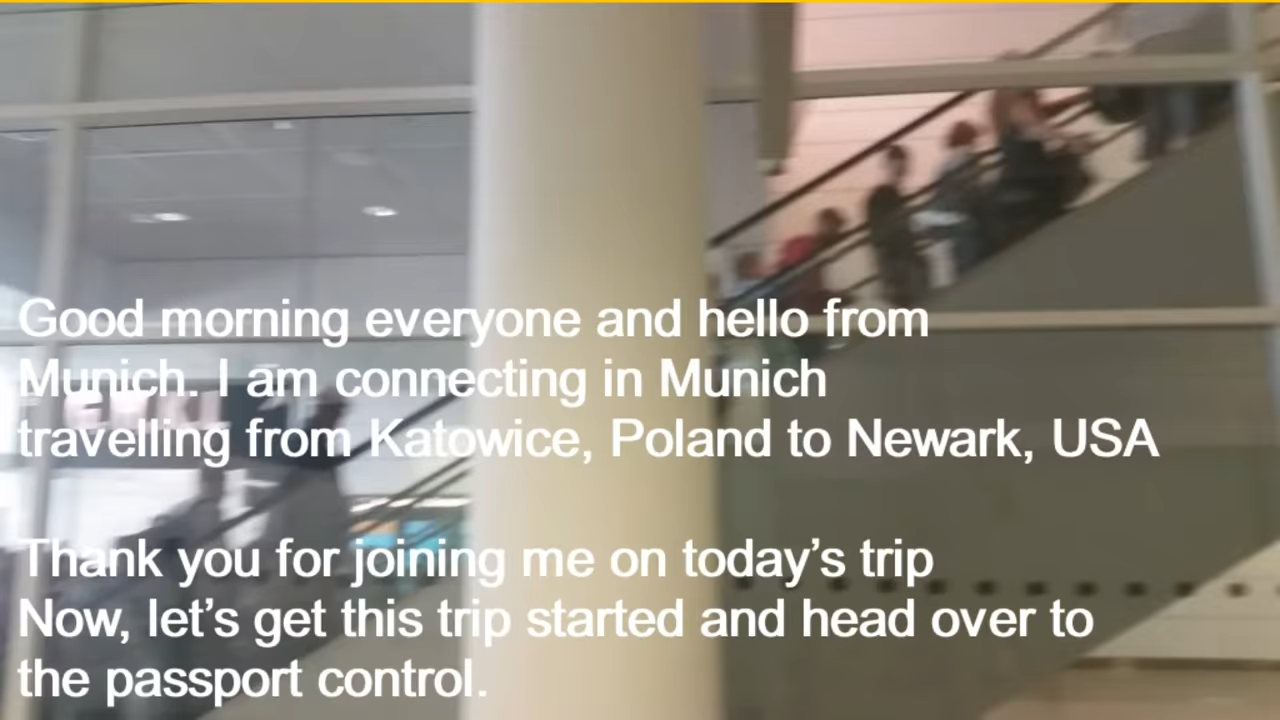 Good morning everyone and hello from
Munich. I am connecting in Munich
travelling from Katowice, Poland to Newark, USA
Thank you for joining me on today’s trip
Now, let’s get this trip started and head over to
the passport control.